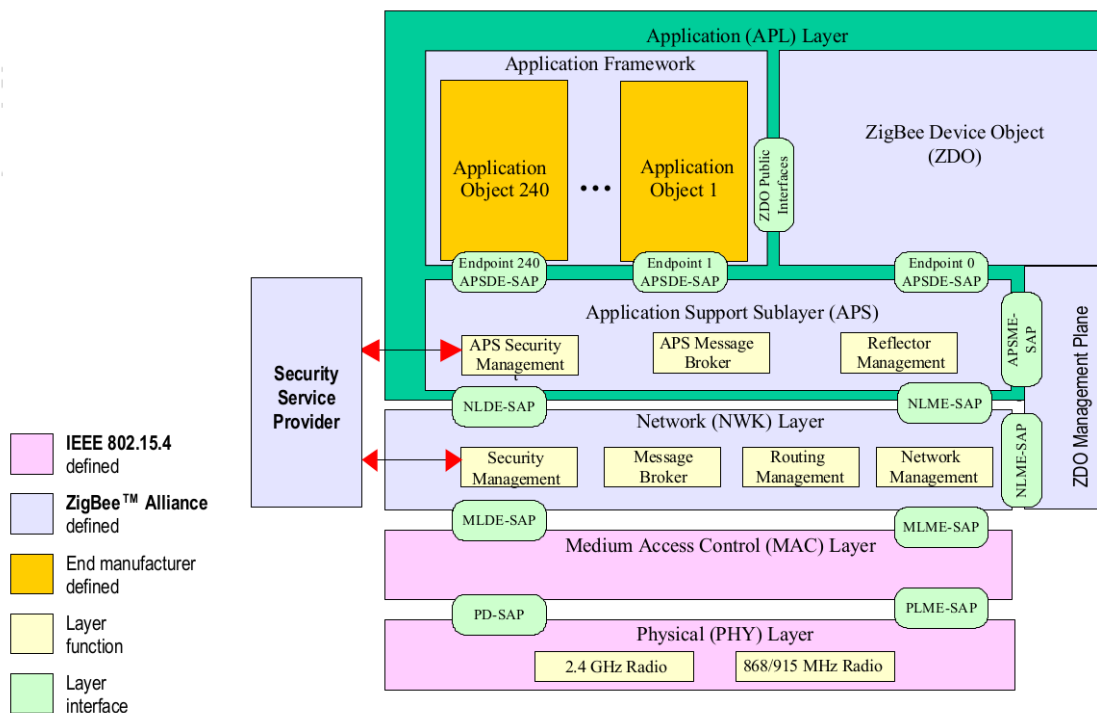 Application (APL) Layer
Application Framework
Application
Object 240
...
Application
Object 1
ZDO Public
Interfaces
ZigBee Device Object
(ZDO)
Endpoint 240
APSDE-SAP
Endpoint 1
APSDE-SAP
Endpoint 0
APSDE-SAP
Application Support Sublayer (APS)
APS Security
Management
APS Message
Broker
Reflector
Management
APSME-
SAP
Security
Service
Provider
NLDE-SAP
NLME-SAP
Network (NWK) Layer
Security
Management
Message
Broker
Routing
Management
Network
Management
NLME-SAP
ZDO Management Plane
MLDE-SAP
MLME-SAP
Medium Access Control (MAC) Layer
PD-SAP
PLME-SAP
Physical (PHY) Layer
2.4 GHz Radio
868/915 MHz Radio
IEEE 802.15.4
defined
ZigBee™ Alliance
defined
End manufacturer
defined
Layer
function
Layer
interface